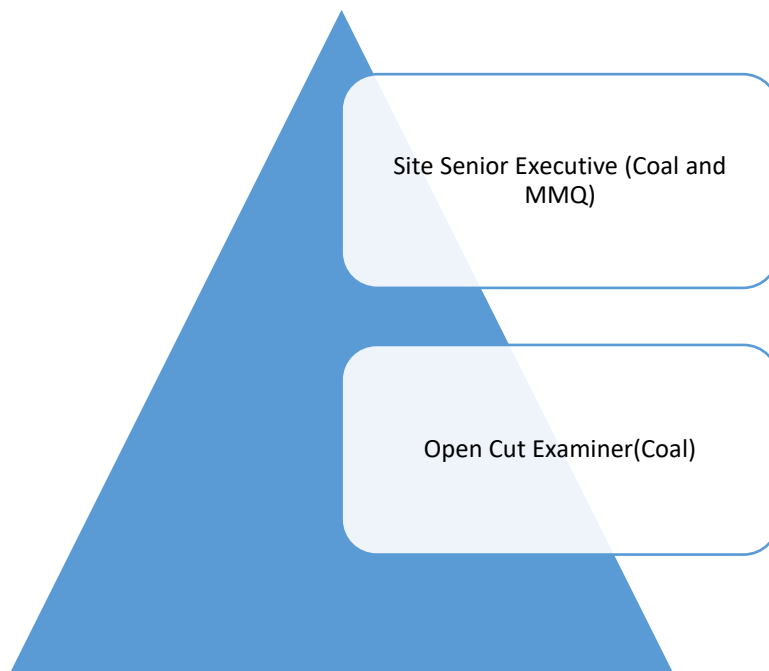 Site Senior Executive (Coal and
MMQ)
Open Cut Examiner(Coal)